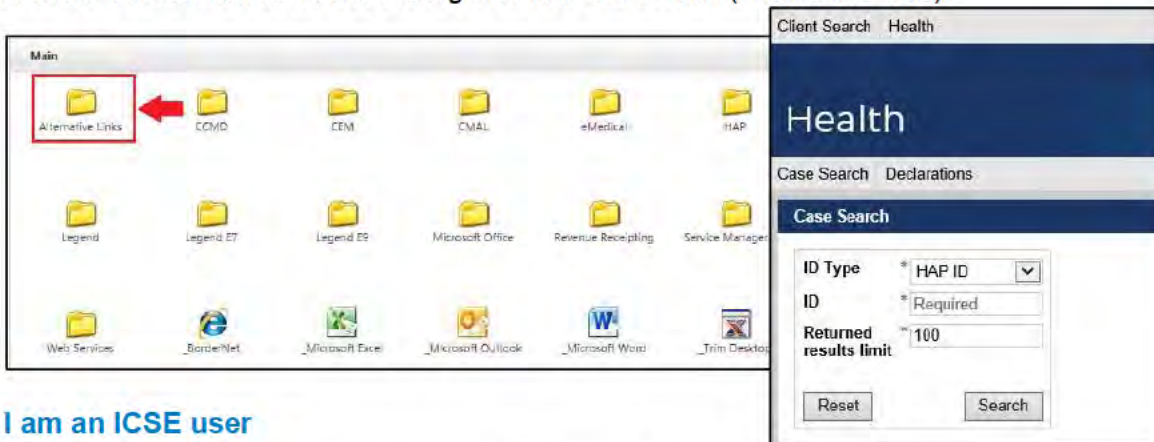 Main
Alternative Links
CCMD
CEM
CMAL
eMedical
HAP
Legend
Legend E7
Legend E9
Microsoft Office
Revenue Receipting
Service Manager
Web Services
_BorderNet
_Microsoft Excel
_Microsoft Outlook
_Microsoft Word
_Trim Desktop
I am an ICSE user
Client Search Health
Health
Case Search Declarations
Case Search
ID Type * HAP ID
ID * Required
Returned * 100
results limit
Reset Search